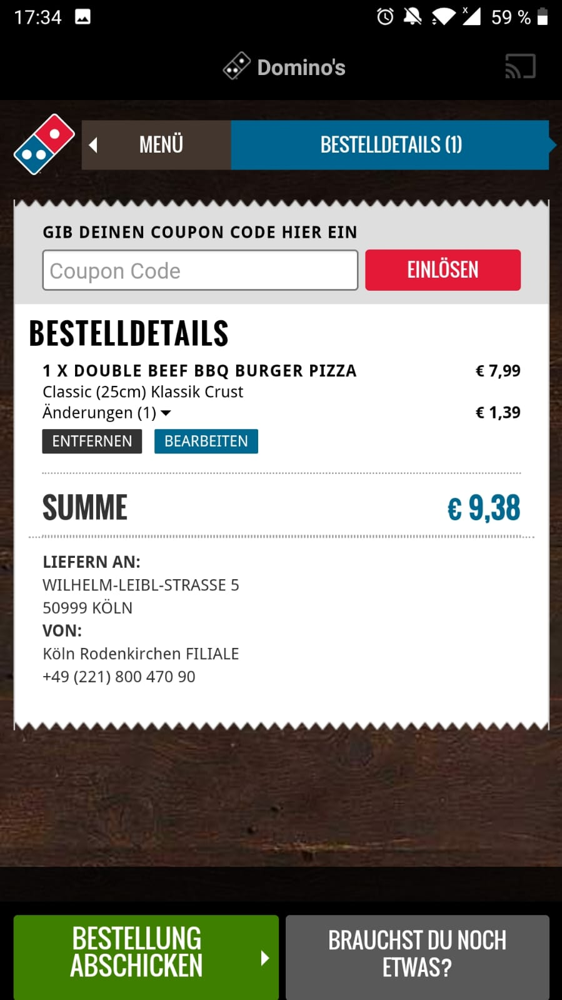 17:34
x
59 %
Domino's
MENÜ
BESTELLDETAILS (1)
GIB DEINEN COUPON CODE HIER EIN
Coupon Code
EINLÖSEN
BESTELLDETAILS
1 X DOUBLE BEEF BBQ BURGER PIZZA € 7,99
Classic (25cm) Klassik Crust
Änderungen (1) € 1,39
ENTFERNEN BEARBEITEN
SUMME € 9,38
LIEFERN AN:
WILHELM-LEIBL-STRASSE 5
50999 KÖLN
VON:
Köln Rodenkirchen FILIALE
+49 (221) 800 470 90
BESTELLUNG
ABSCHICKEN
BRAUCHST DU NOCH
ETWAS?